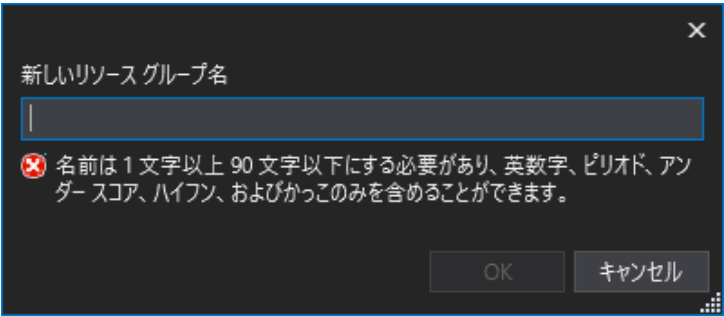 新しいリソース グループ名
名前は 1 文字以上 90 文字以下にする必要があり、英数字、ピリオド、アン
ダー スコア、ハイフン、およびかっこのみを含めることができます。
OK
キャンセル